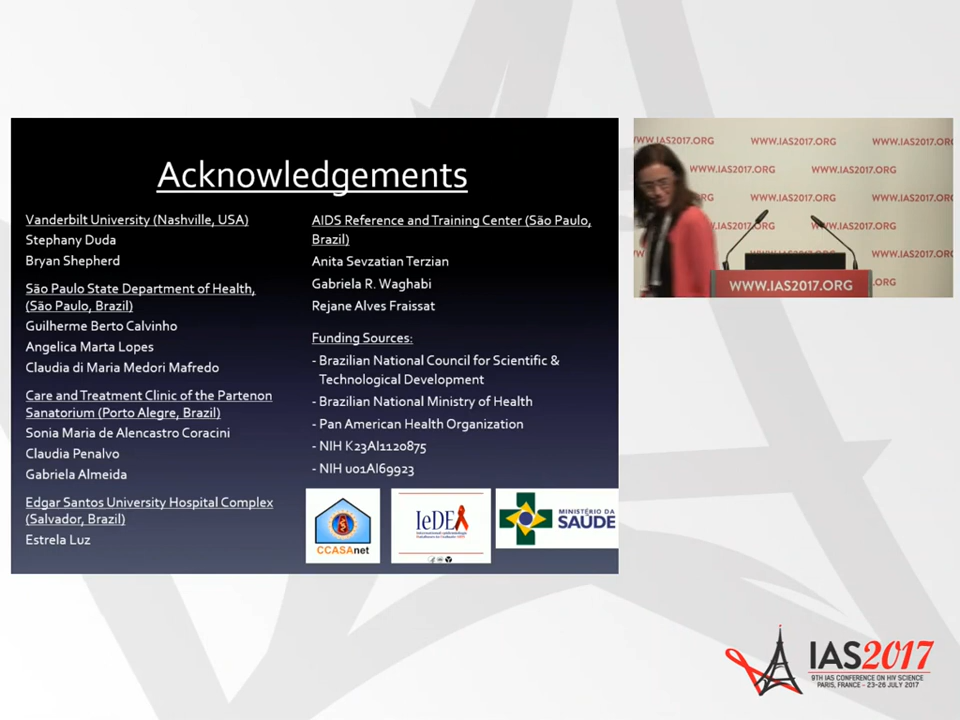 Acknowledgements
Vanderbilt University (Nashville, USA)
Stephany Duda
Bryan Shepherd
São Paulo State Department of Health,
(São Paulo, Brazil)
Guilherme Berto Calvinho
Angelica Marta Lopes
Claudia di Maria Medori Mafredo
Care and Treatment Clinic of the Partenon
Sanatorium (Porto Alegre, Brazil)
Sonia Maria de Alencastro Coracini
Claudia Penalvo
Gabriela Almeida
Edgar Santos University Hospital Complex
(Salvador, Brazil)
Estrela Luz
AIDS Reference and Training Center (São Paulo,
Brazil)
Anita Sevzatian Terzian
Gabriela R. Waghabi
Rejane Alves Fraissat
Funding Sources:
- Brazilian National Council for Scientific &
Technological Development
- Brazilian National Ministry of Health
- Pan American Health Organization
- NIH K23AI1120875
- NIH u01AI69923
CCASAnet
IeDEA
MINISTÉRIO DA
SAÚDE
WWW.IAS2017.ORG WWW.IAS2017.ORG WWW.IAS2017.ORG
WWW.IAS2017.ORG WWW.IAS2017.ORG
WWW.IAS2017.ORG WWW.IAS2017.ORG
WWW.IAS2017.ORG
IAS2017
9TH IAS CONFERENCE ON HIV SCIENCE
PARIS, FRANCE - 23-26 JULY 2017